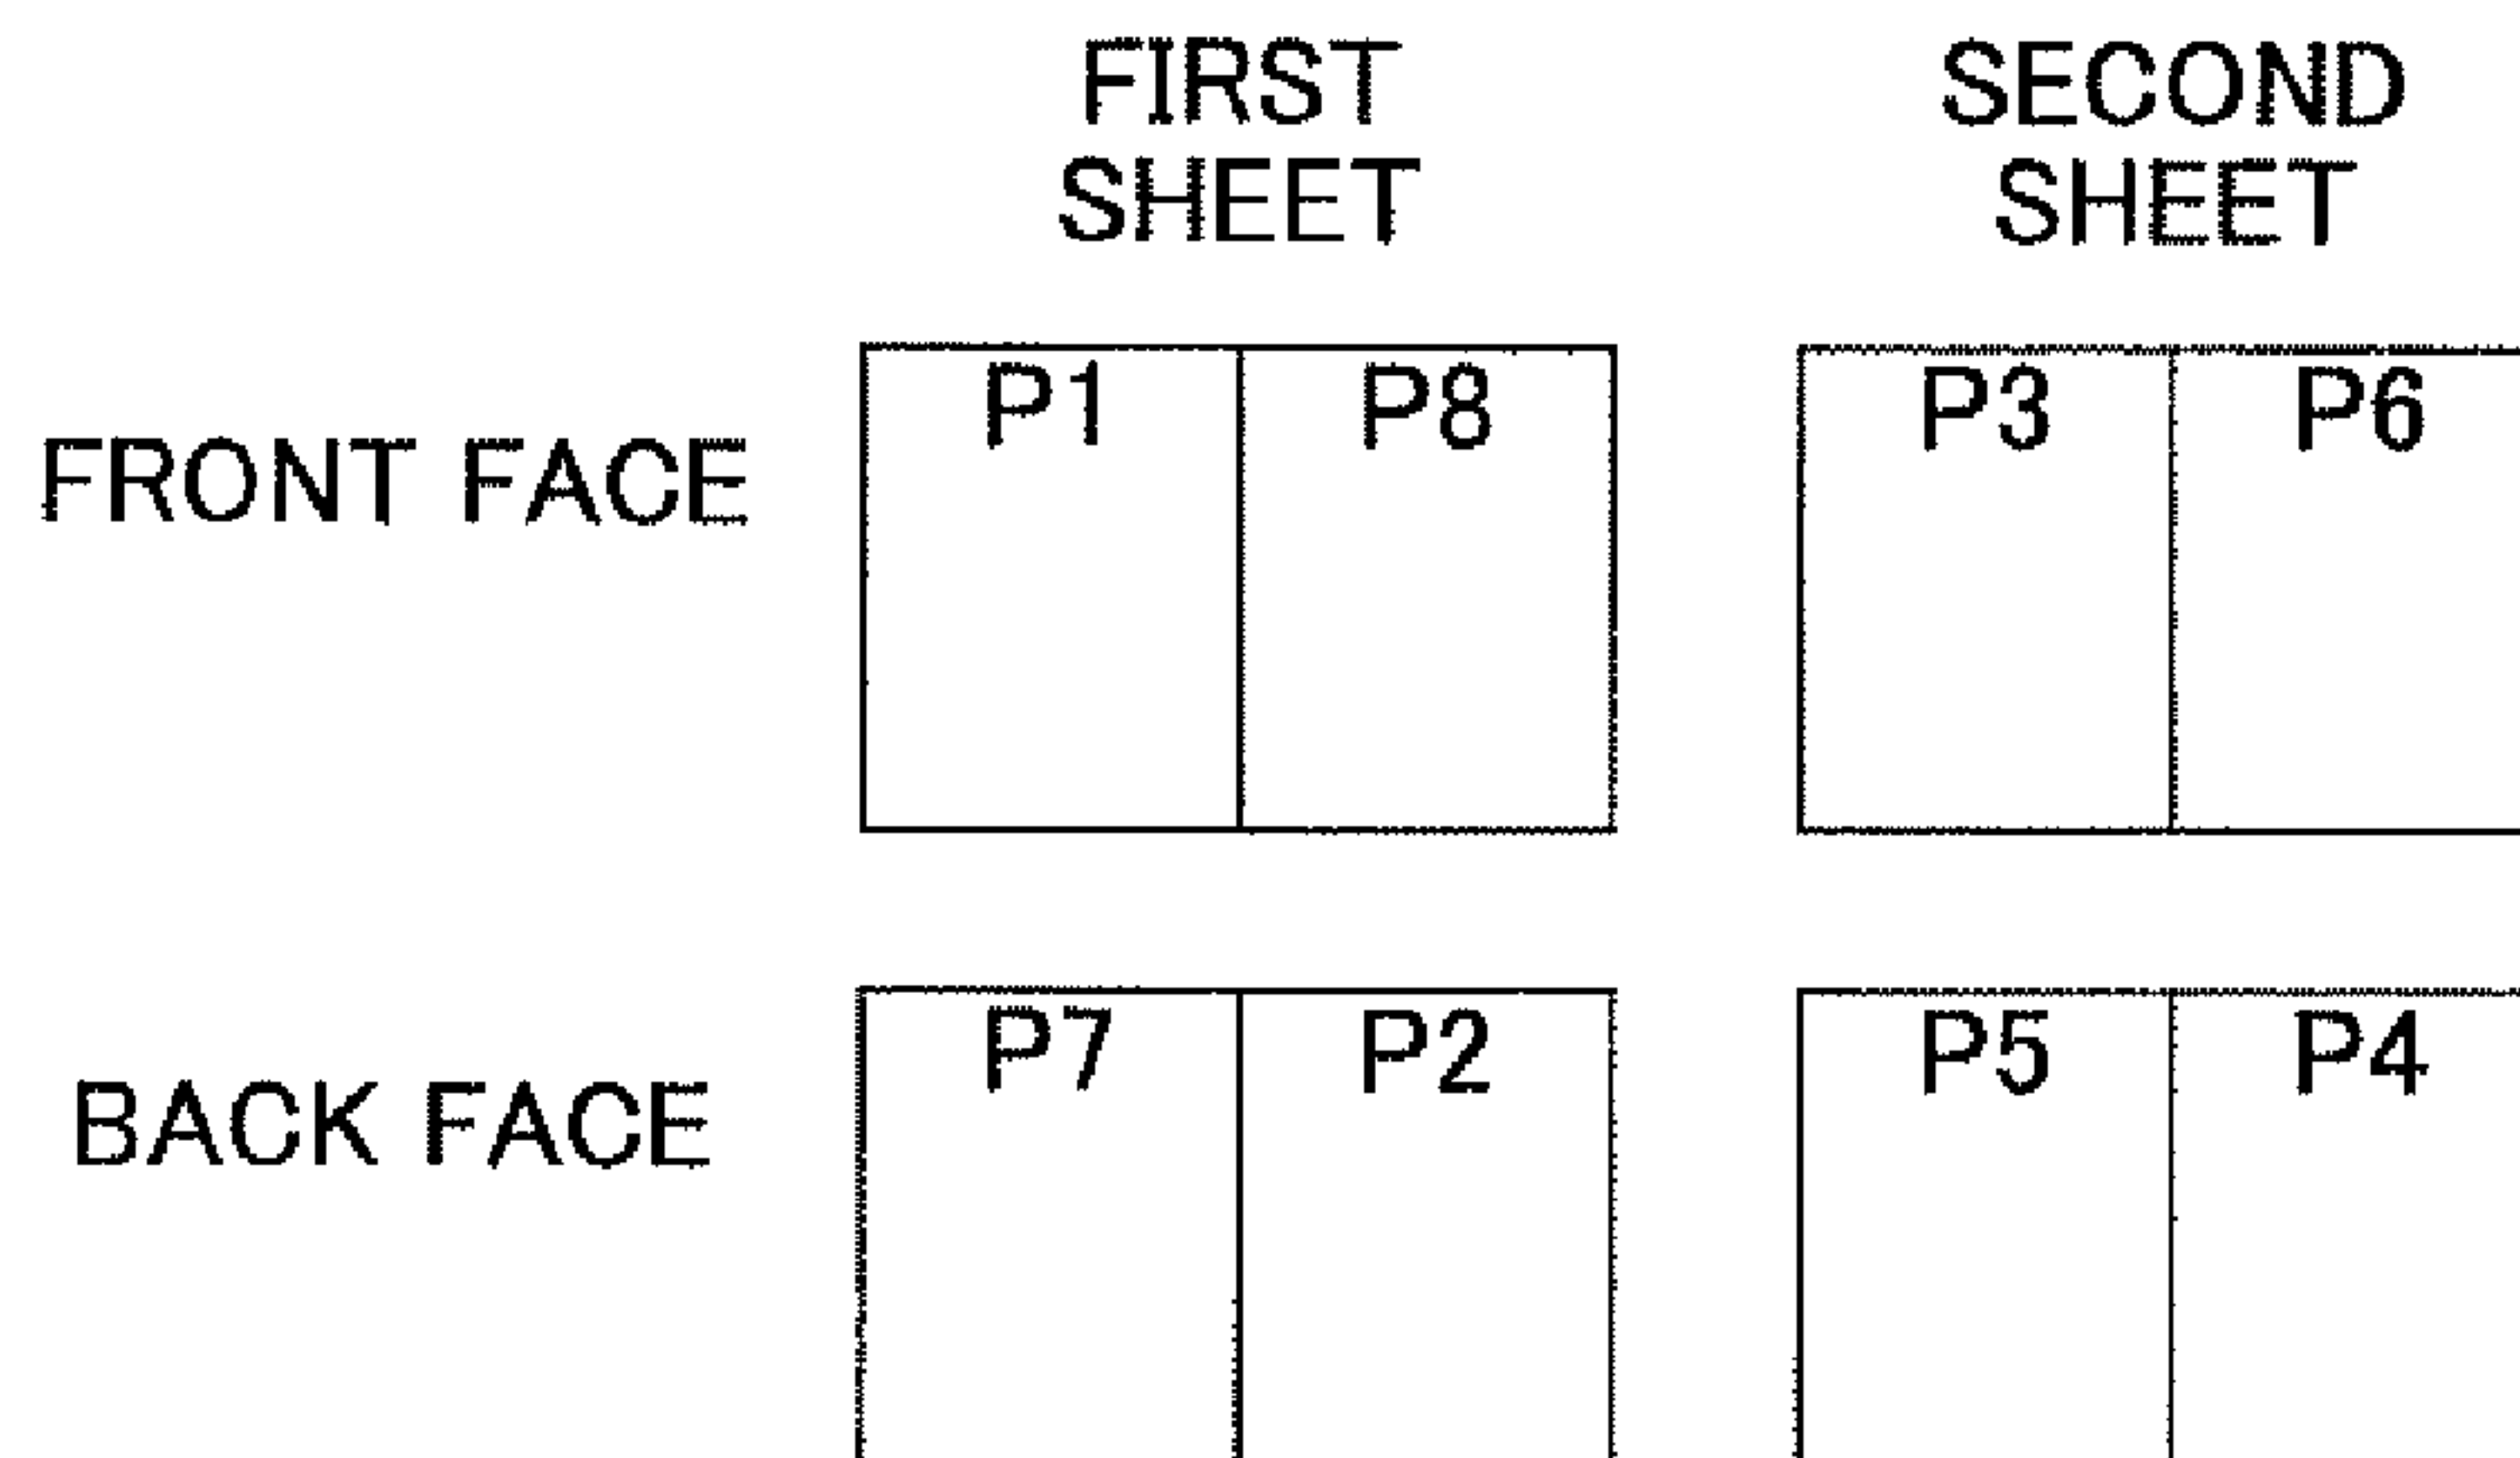 FIRST
SHEET
SECOND
SHEET
FRONT FACE
P1
P8
P3
P6
BACK FACE
P7
P2
P5
P4